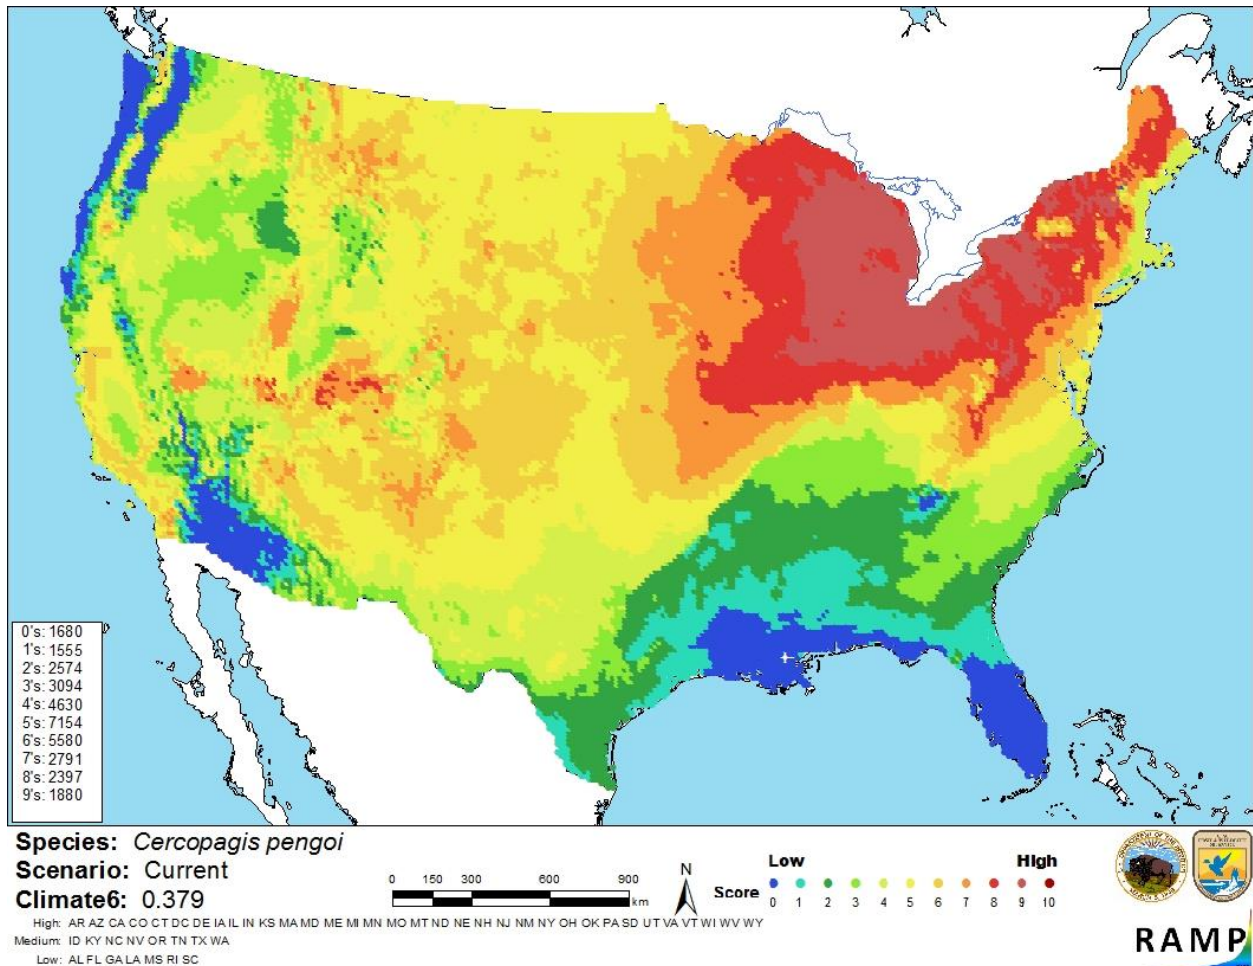 0's: 1680
1's: 1555
2's: 2574
3's: 3094
4's: 4630
5's: 7154
6's: 5580
7's: 2791
8's: 2397
9's: 1880
Species: Cercopagis pengoi
Scenario: Current
Climate6: 0.379
0 150 300 600 900
km
N
Low High
Score
0 1 2 3 4 5 6 7 8 9 10
High: AR AZ CA CO CT DC DE IA IL IN KS MA MD ME MI MN MO MT ND NE NH NJ NM NY OH OK PA SD UT VA VT WI WV WY
Medium: ID KY NC NV OR TN TX WA
Low: AL FL GA LA MS RI SC
RAMP